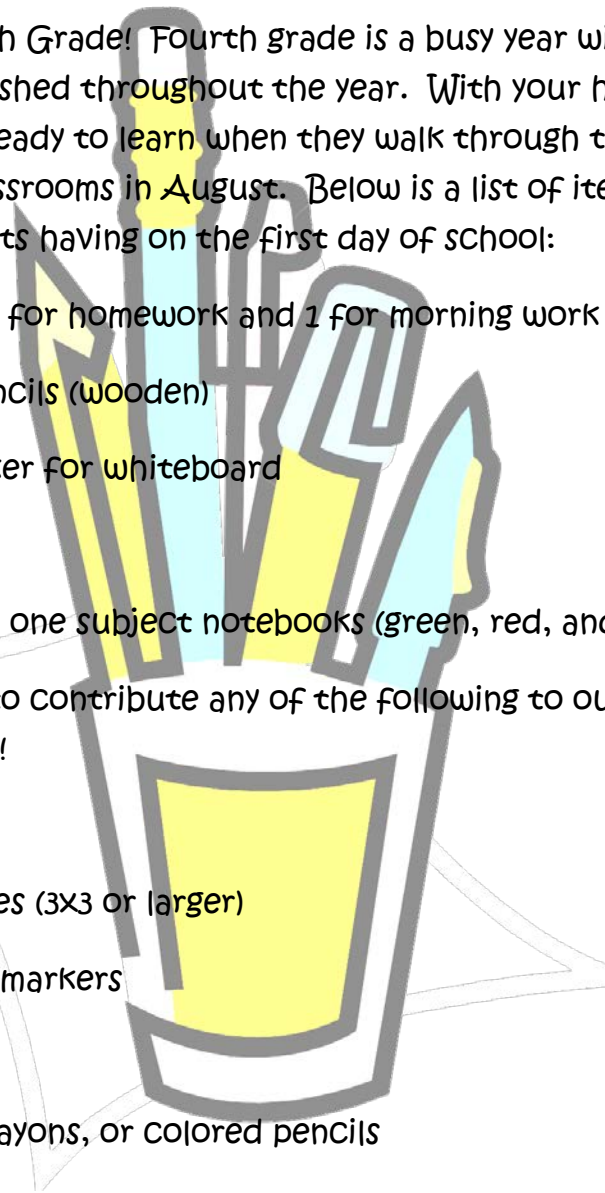 h Grade! Fourth grade is a busy year wi
shed throughout the year. With your h
eady to learn when they walk through t
ssrooms in August. Below is a list of ite
ts having on the first day of school:
for homework and 1 for morning work
ncils (wooden)
ter for whiteboard
one subject notebooks (green, red, and
to contribute any of the following to ou
!
es (3x3 or larger)
markers
ayons, or colored pencils